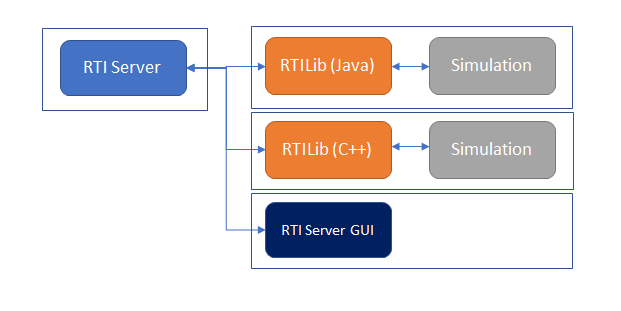 RTI Server
RTILib (Java)
Simulation
RTILib (C++)
Simulation
RTI Server GUI